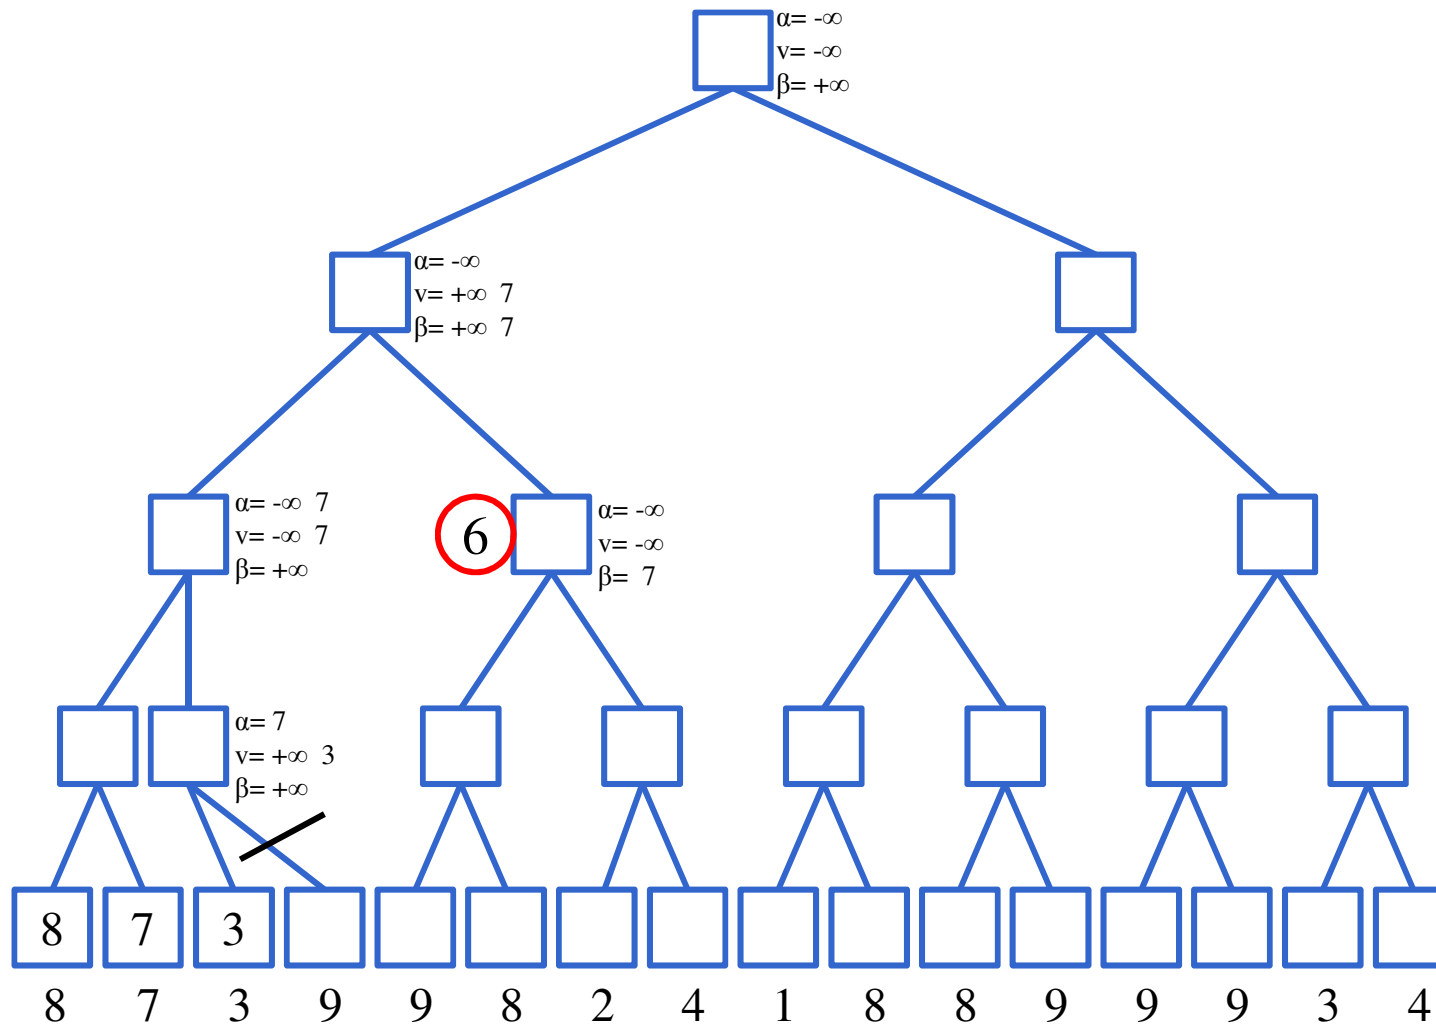 α= -∞
v= -∞
β= +∞
α= -∞
v= +∞ 7
β= +∞ 7
α= -∞ 7
v= -∞ 7
β= +∞
6
α= -∞
v= -∞
β= 7
α= 7
v= +∞ 3
β= +∞
8 7 3
8 7 3 9 9 8 2 4 1 8 8 9 9 9 3 4